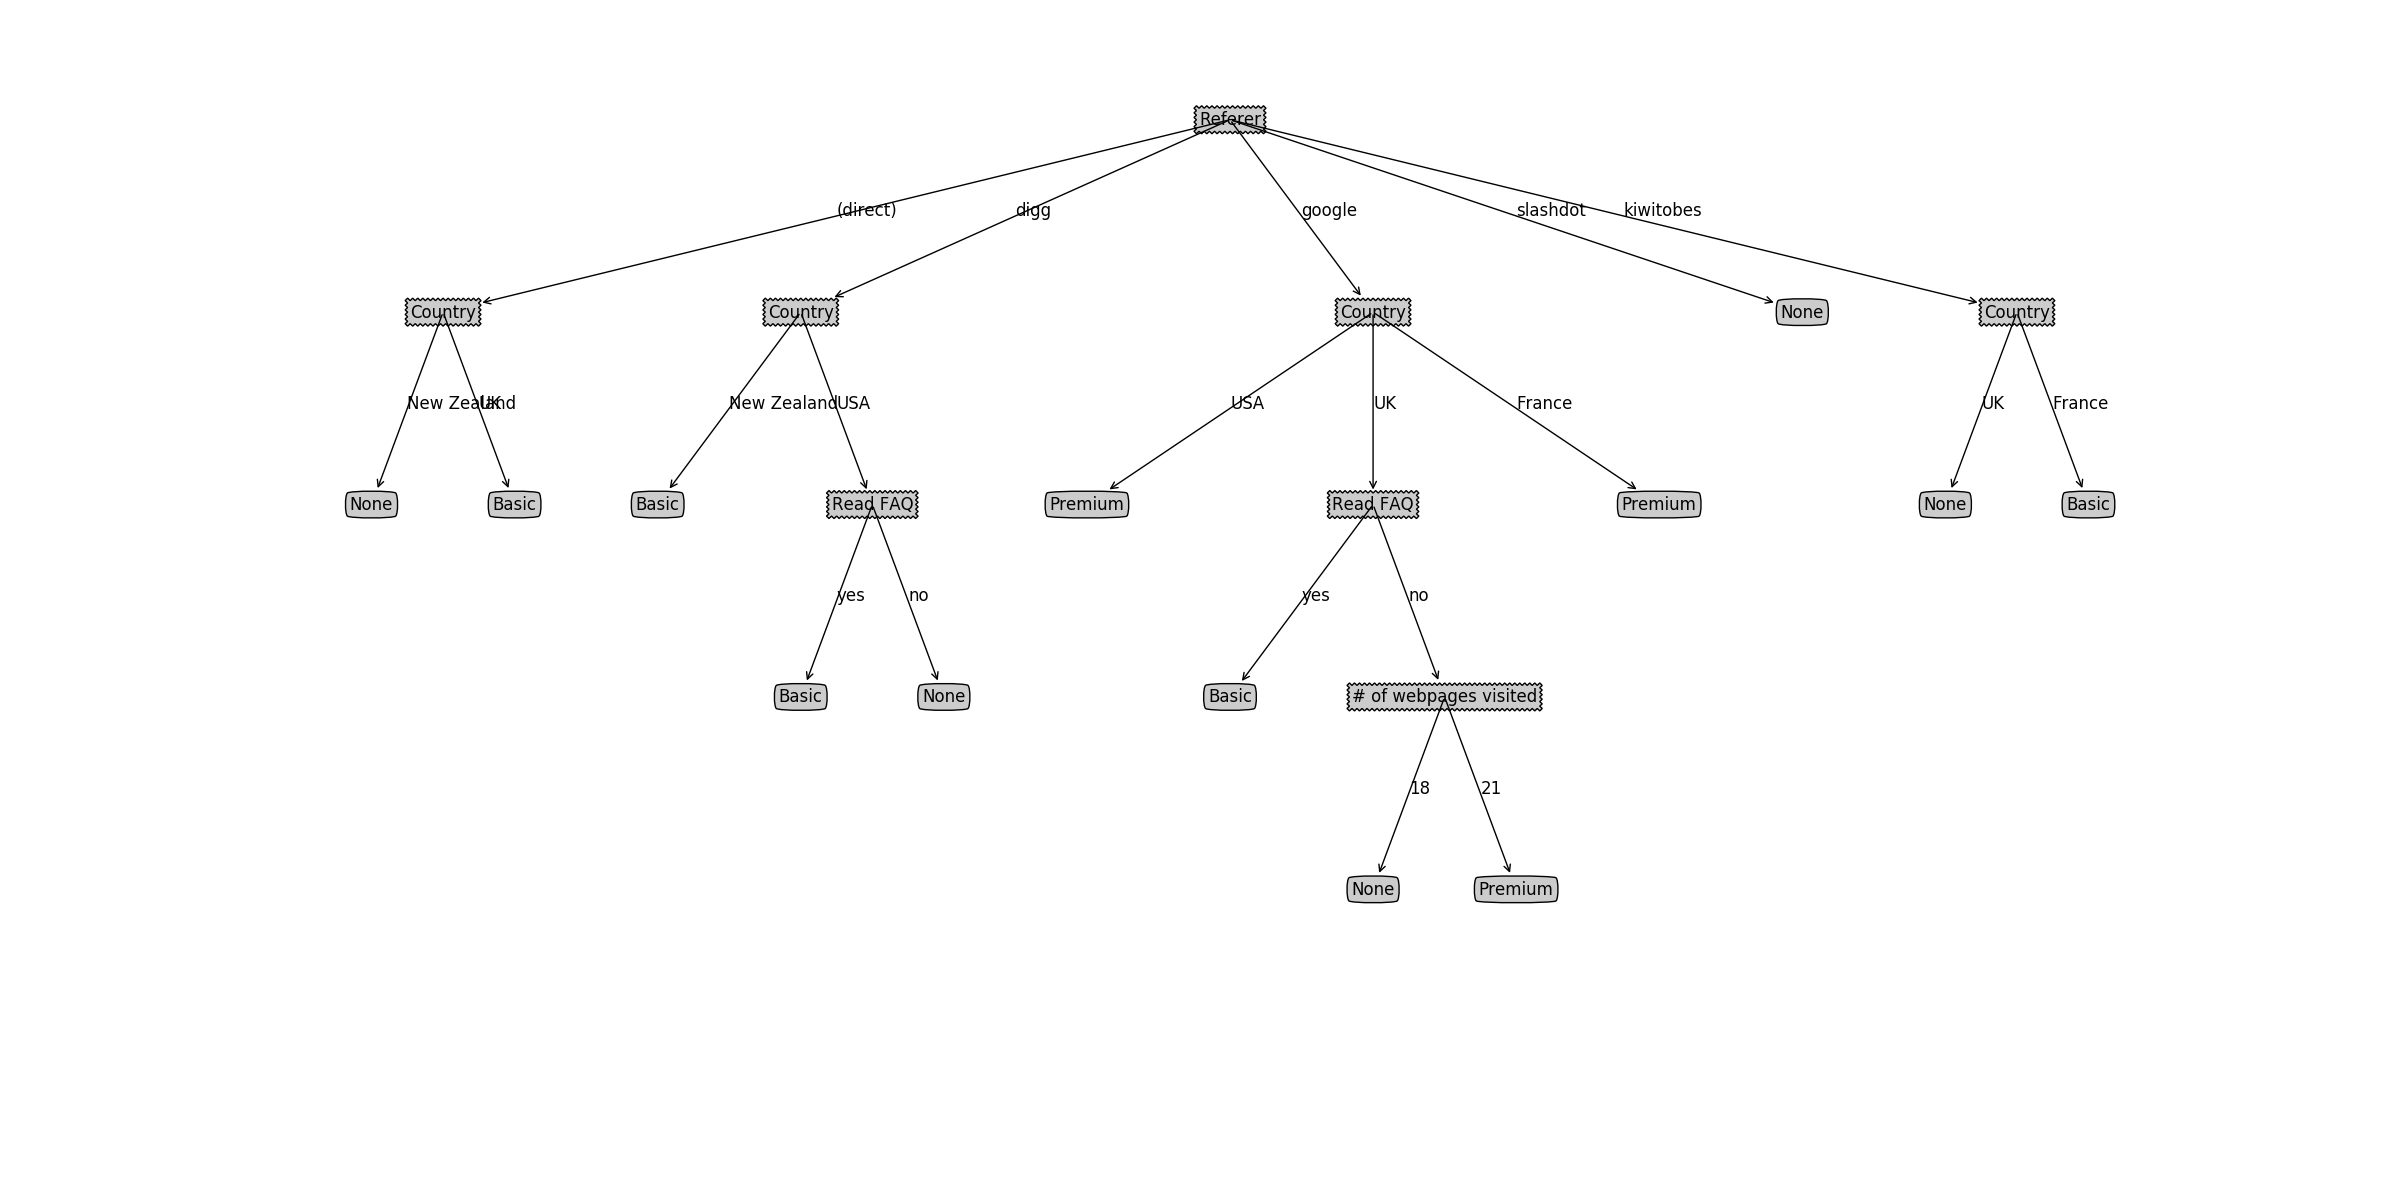 Referer
(direct)
digg
google
slashdot
kiwitobes
Country
Country
Country
None
Country
New Zealand
UK
New Zealand
USA
USA
UK
France
UK
France
None
Basic
Basic
Read FAQ
Premium
Read FAQ
Premium
None
Basic
yes
no
yes
no
Basic
None
Basic
# of webpages visited
18
21
None
Premium